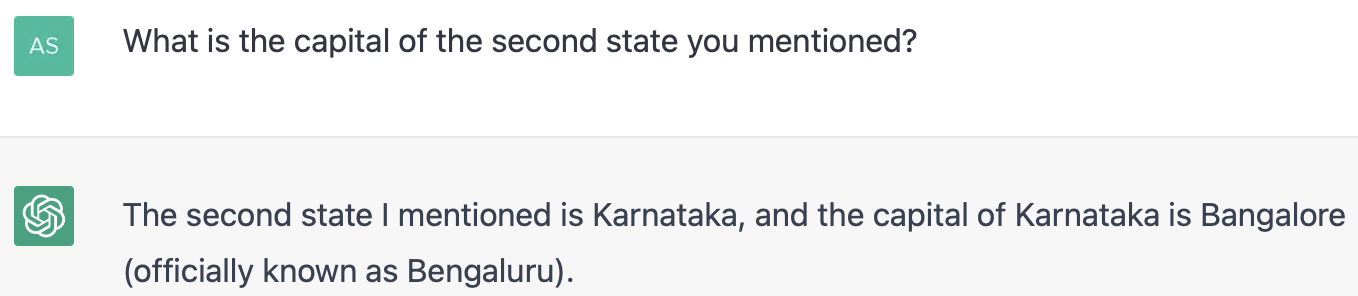 AS
What is the capital of the second state you mentioned?
The second state I mentioned is Karnataka, and the capital of Karnataka is Bangalore
(officially known as Bengaluru).